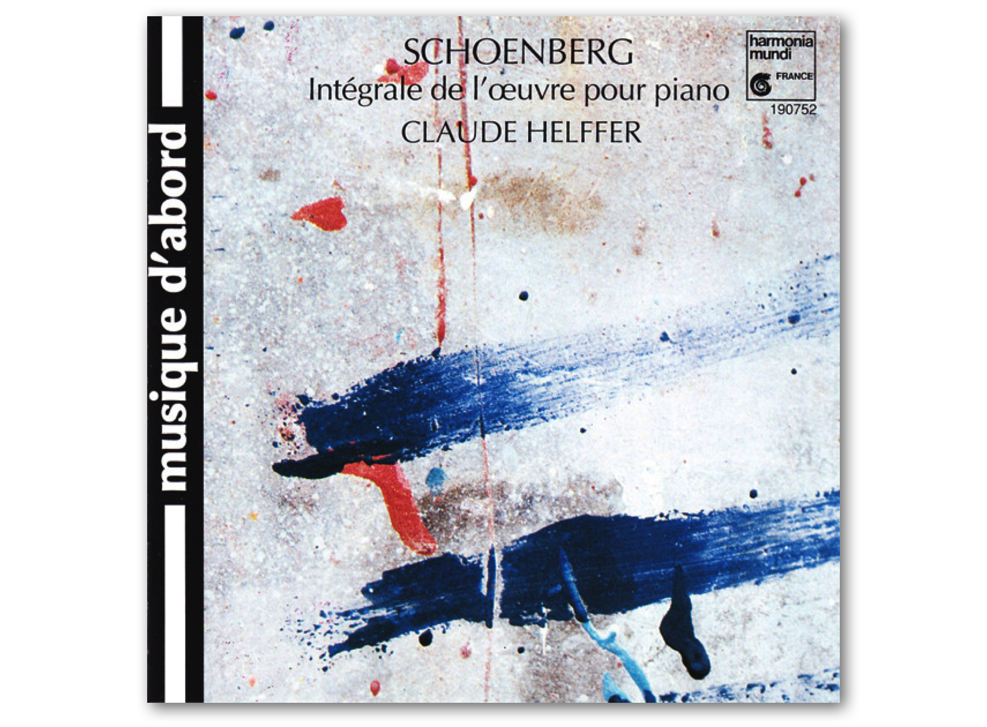 SCHOENBERG
Intégrale de l'œuvre pour piano
CLAUDE HELFFER
harmonia
mundi
FRANCE
190752
musique d'abord